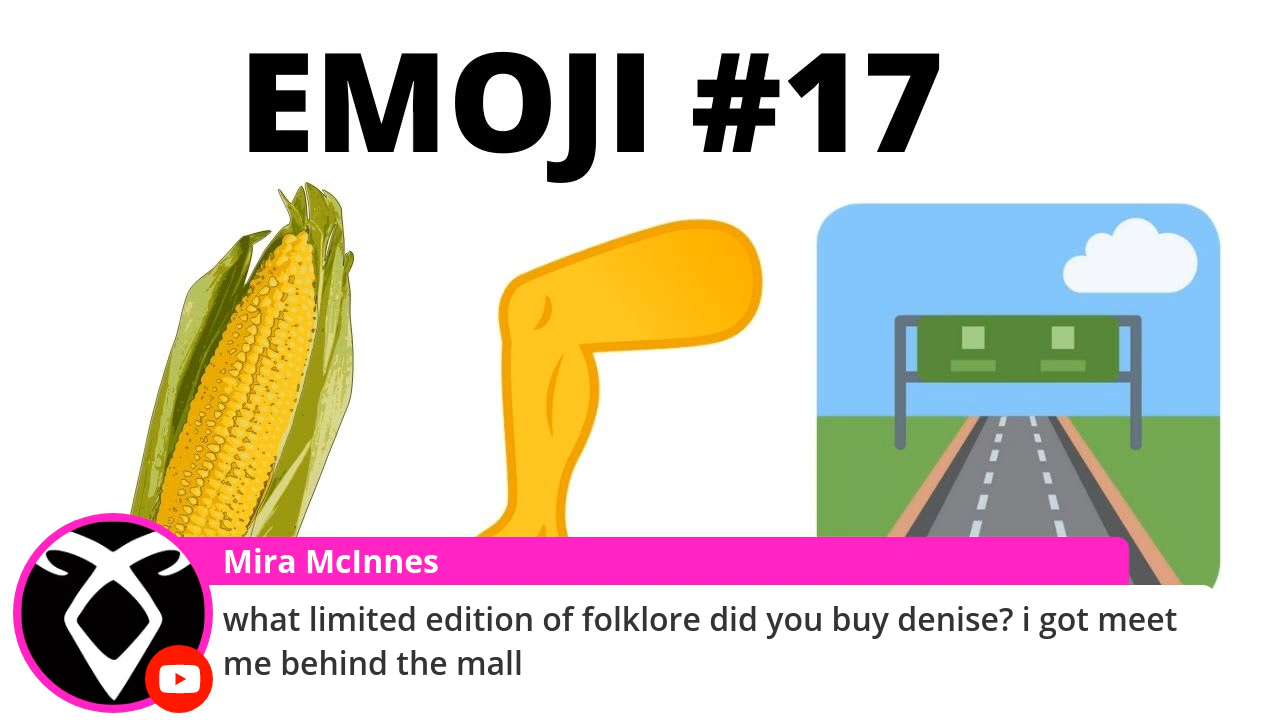 EMOJI #17
Mira McInnes
what limited edition of folklore did you buy denise? i got meet
me behind the mall